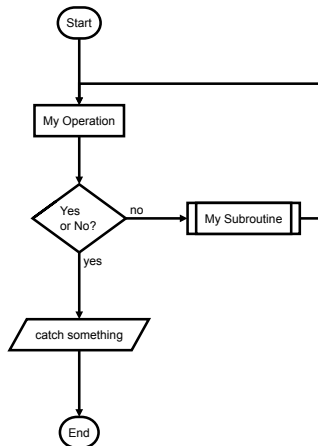 Start
My Operation
Yes
or No?
no
My Subroutine
yes
catch something
End